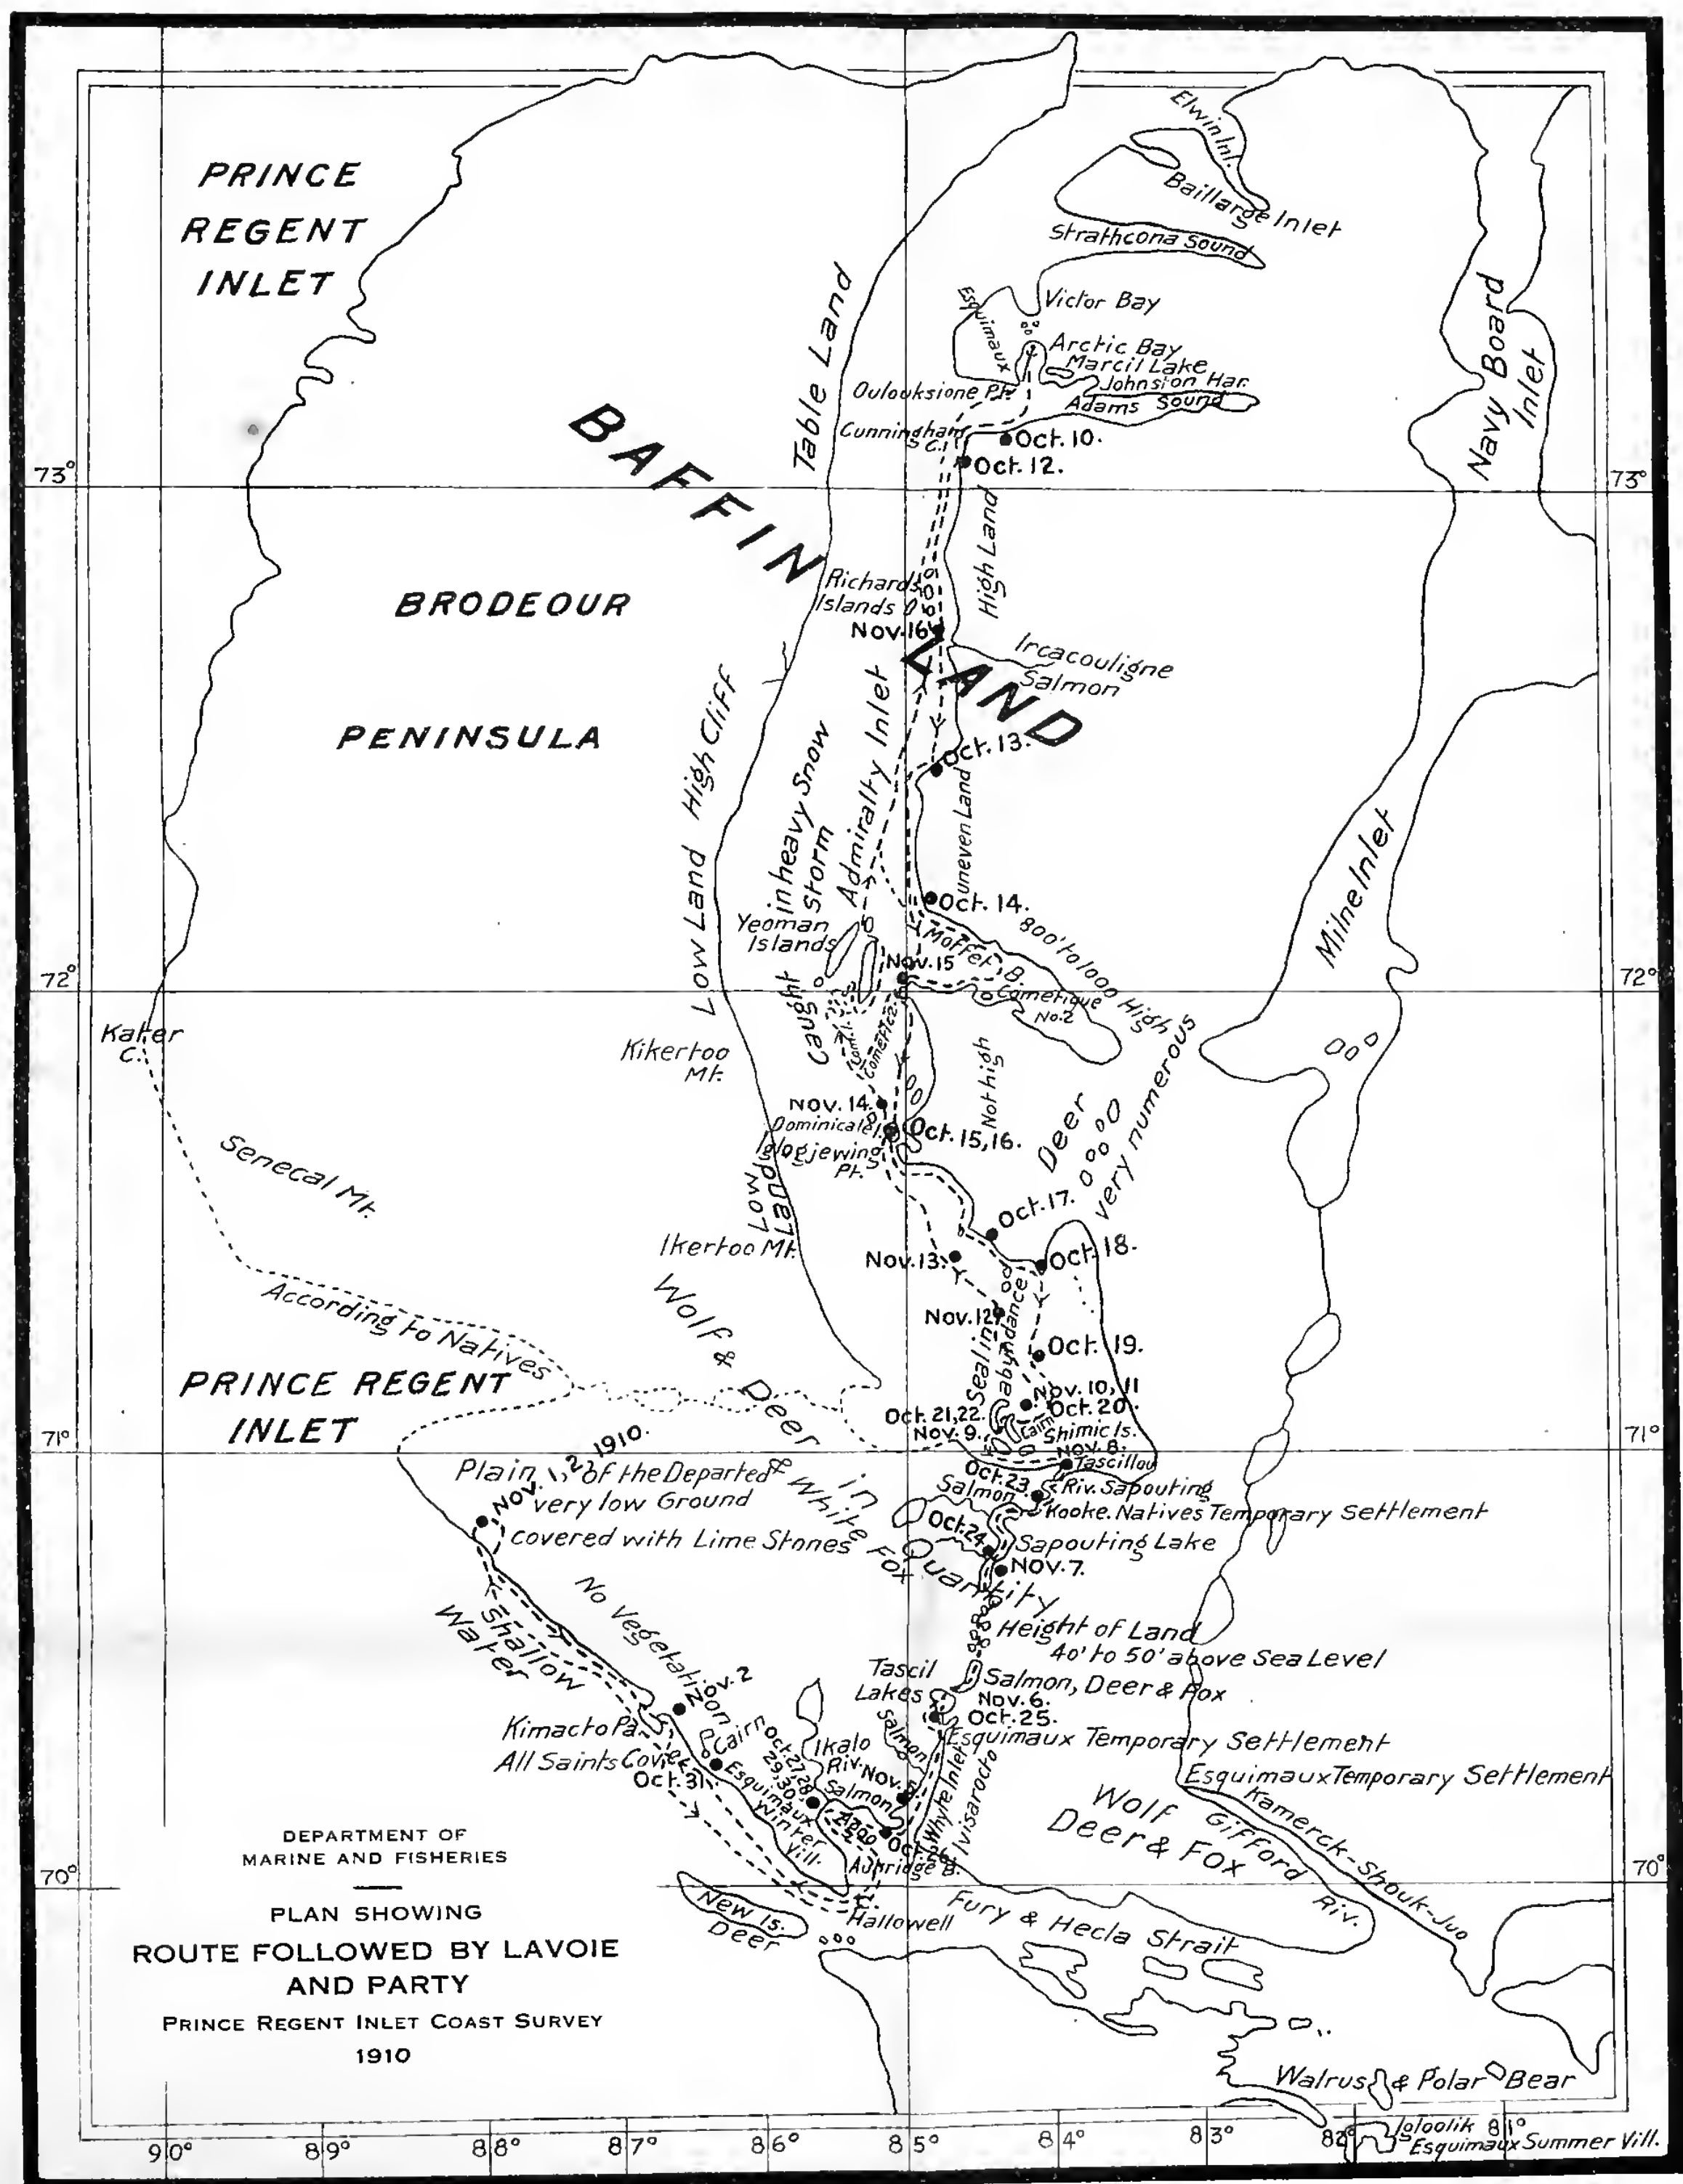 PRINCE
REGENT
INLET
Elwin Inl.
Baillarge Inlet
Strathcona Sound
Navy Board
Inlet
Table Land
Esquimaux
Victor Bay
Arctic Bay
Marcil Lake
Johnston Har.
Adams Sound
Oulouksione Pt.
Cunningham
C.
Oct. 10.
Oct. 12.
73°
73°
BAFFIN LAND
High Land
BRODEOUR
PENINSULA
Richards
Islands
Nov. 16
Ircacouligne
Salmon
High Cliff
Low Land
Admiralty Inlet
Caught in heavy Snow
Storm
Oct. 13.
uneven Land
Oct. 14.
800' to 1000 High
Moffet B.
Yeoman
Islands
Nov. 15
Cometique
No. 2
Milne Inlet
72°
72°
Kater
C.
Kikertoo
Mt.
Not high
Deer
very numerous
Nov. 14.
Dominicale I.
Oct. 15,16.
Iglogjewing
Pt.
Low Land
Senecal Mt.
Ikertoo Mt.
Oct. 17.
Oct. 18.
Nov. 13.
Nov. 12
According to Natives
Wolf & Deer in Quantity
& White Fox
Seal in
abundance
Oct. 19.
PRINCE REGENT
INLET
Nov. 10, 11
Oct. 20.
Oct. 21,22.
Nov. 9.
Cairn
Shimic Is.
Nov. 8.
Tascillou
71°
71°
Nov. 1, 2, 1910.
Plain of the Departed
very low Ground
covered with Lime Stones
Oct. 23.
Salmon
Riv. Sapouting
Kooke. Natives Temporary Settlement
Oct. 24
Sapouting Lake
Nov. 7.
No Vegetation
Shallow
Water
Height of Land
40' to 50' above Sea Level
Nov. 2
Tascil
Lakes
Salmon, Deer & Fox
Nov. 6.
Oct. 25.
Esquimaux Temporary Settlement
Salmon
Kimacto Pa.
All Saints Cove
Oct. 31
Cairn
Oct. 27,28
29,30
Esquimaux
Winter
Vill.
Ikalo
Riv.
Nov. 5.
Salmon
Agoo
Oct. 26.
Autridge B.
Whyte Inlet
Ivisarocto
Esquimaux Temporary Settlement
Kamerck-Shouk-Juo
Wolf
Deer & Fox
Gifford Riv.
70°
70°
New Is.
Deer
C.
Hallowell
Fury & Hecla Strait
DEPARTMENT OF
MARINE AND FISHERIES
PLAN SHOWING
ROUTE FOLLOWED BY LAVOIE
AND PARTY
PRINCE REGENT INLET COAST SURVEY
1910
Walrus & Polar Bear
Igloolik
Esquimaux Summer Vill.
90° 89° 88° 87° 86° 85° 84° 83° 82° 81°